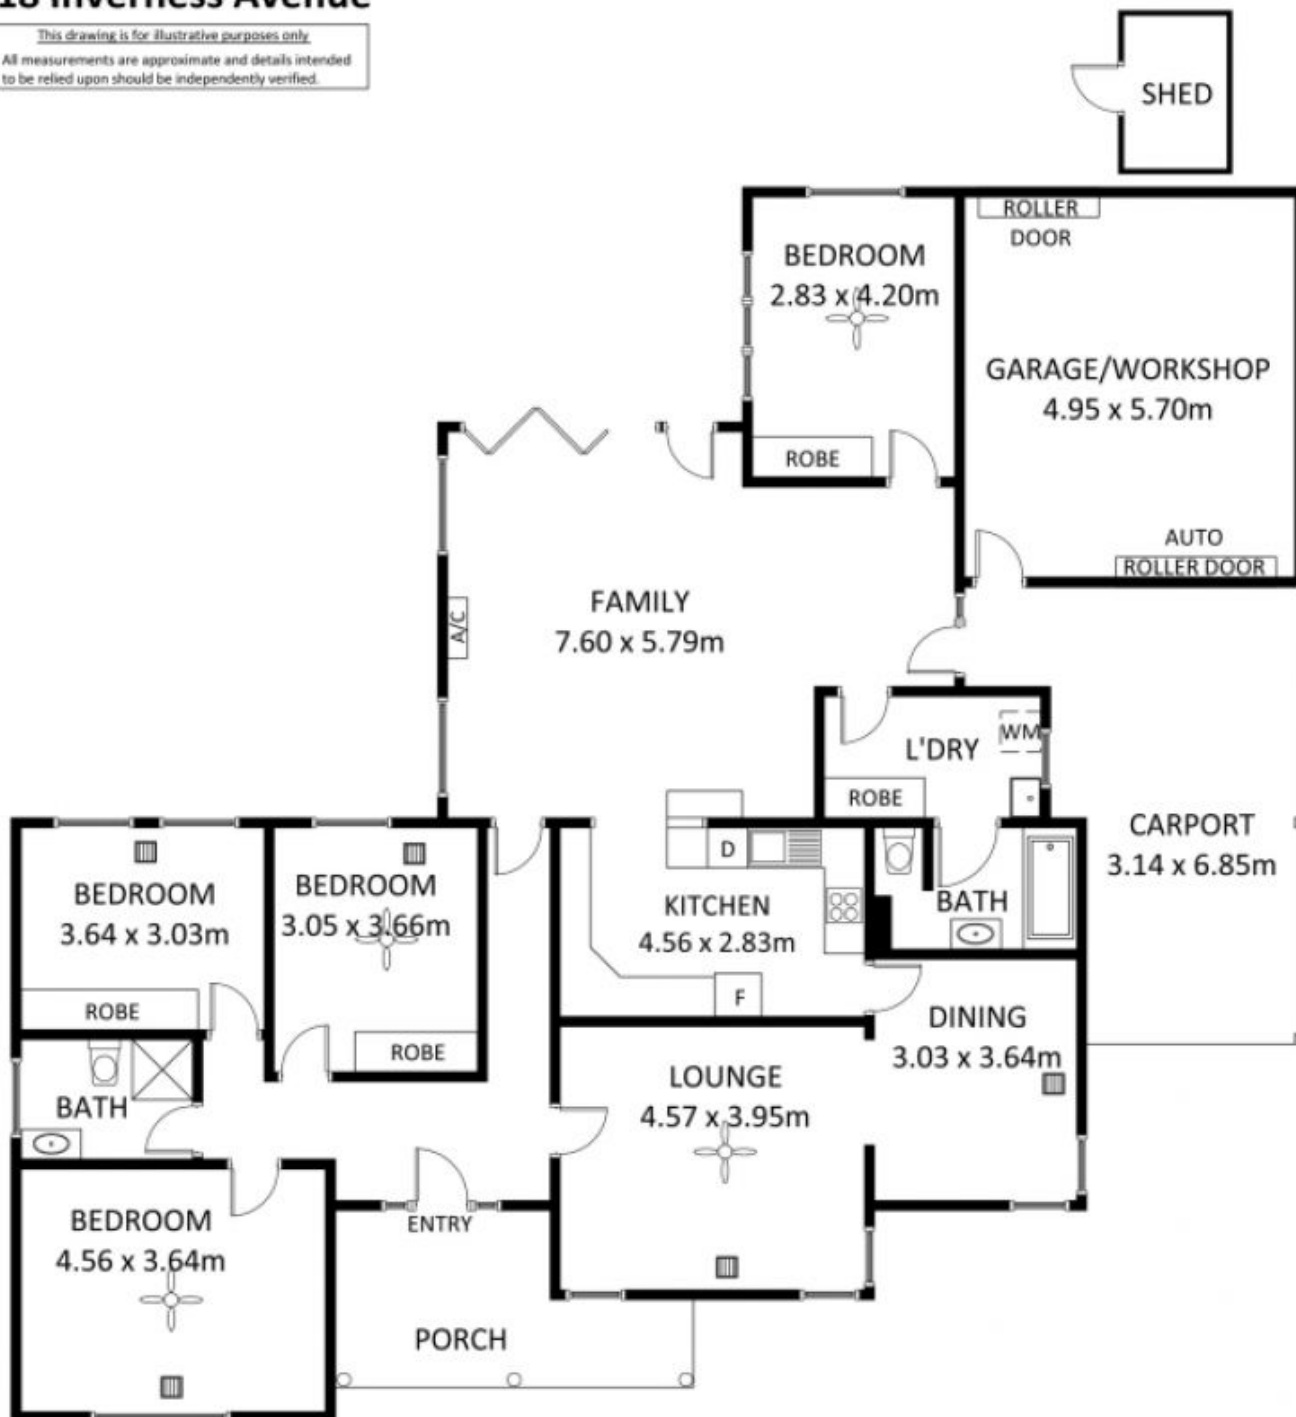 18 Inverness Avenue
This drawing is for illustrative purposes only
All measurements are approximate and details intended
to be relied upon should be independently verified.
SHED
ROLLER
DOOR
BEDROOM
2.83 x 4.20m
GARAGE/WORKSHOP
4.95 x 5.70m
ROBE
AUTO
ROLLER DOOR
FAMILY
7.60 x 5.79m
A/C
WM
L'DRY
ROBE
CARPORT
3.14 x 6.85m
D
BEDROOM
3.64 x 3.03m
BEDROOM
3.05 x 3.66m
KITCHEN
4.56 x 2.83m
BATH
F
ROBE
ROBE
DINING
3.03 x 3.64m
LOUNGE
4.57 x 3.95m
BATH
BEDROOM
4.56 x 3.64m
ENTRY
PORCH